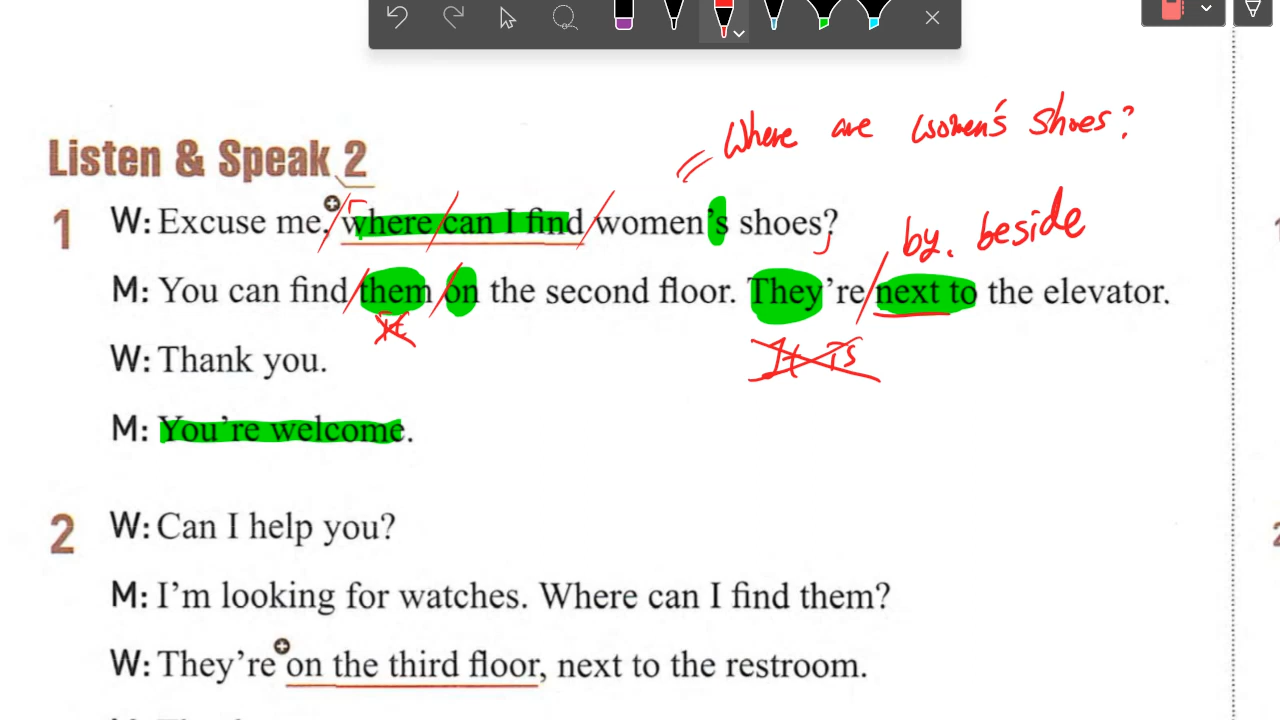 Where are women's shoes?
Listen & Speak 2
1 W: Excuse me, where can I find women's shoes?
by. beside
M: You can find them on the second floor. They're next to the elevator.
It
It is
W: Thank you.
M: You're welcome.
2 W: Can I help you?
M: I'm looking for watches. Where can I find them?
W: They're on the third floor, next to the restroom.